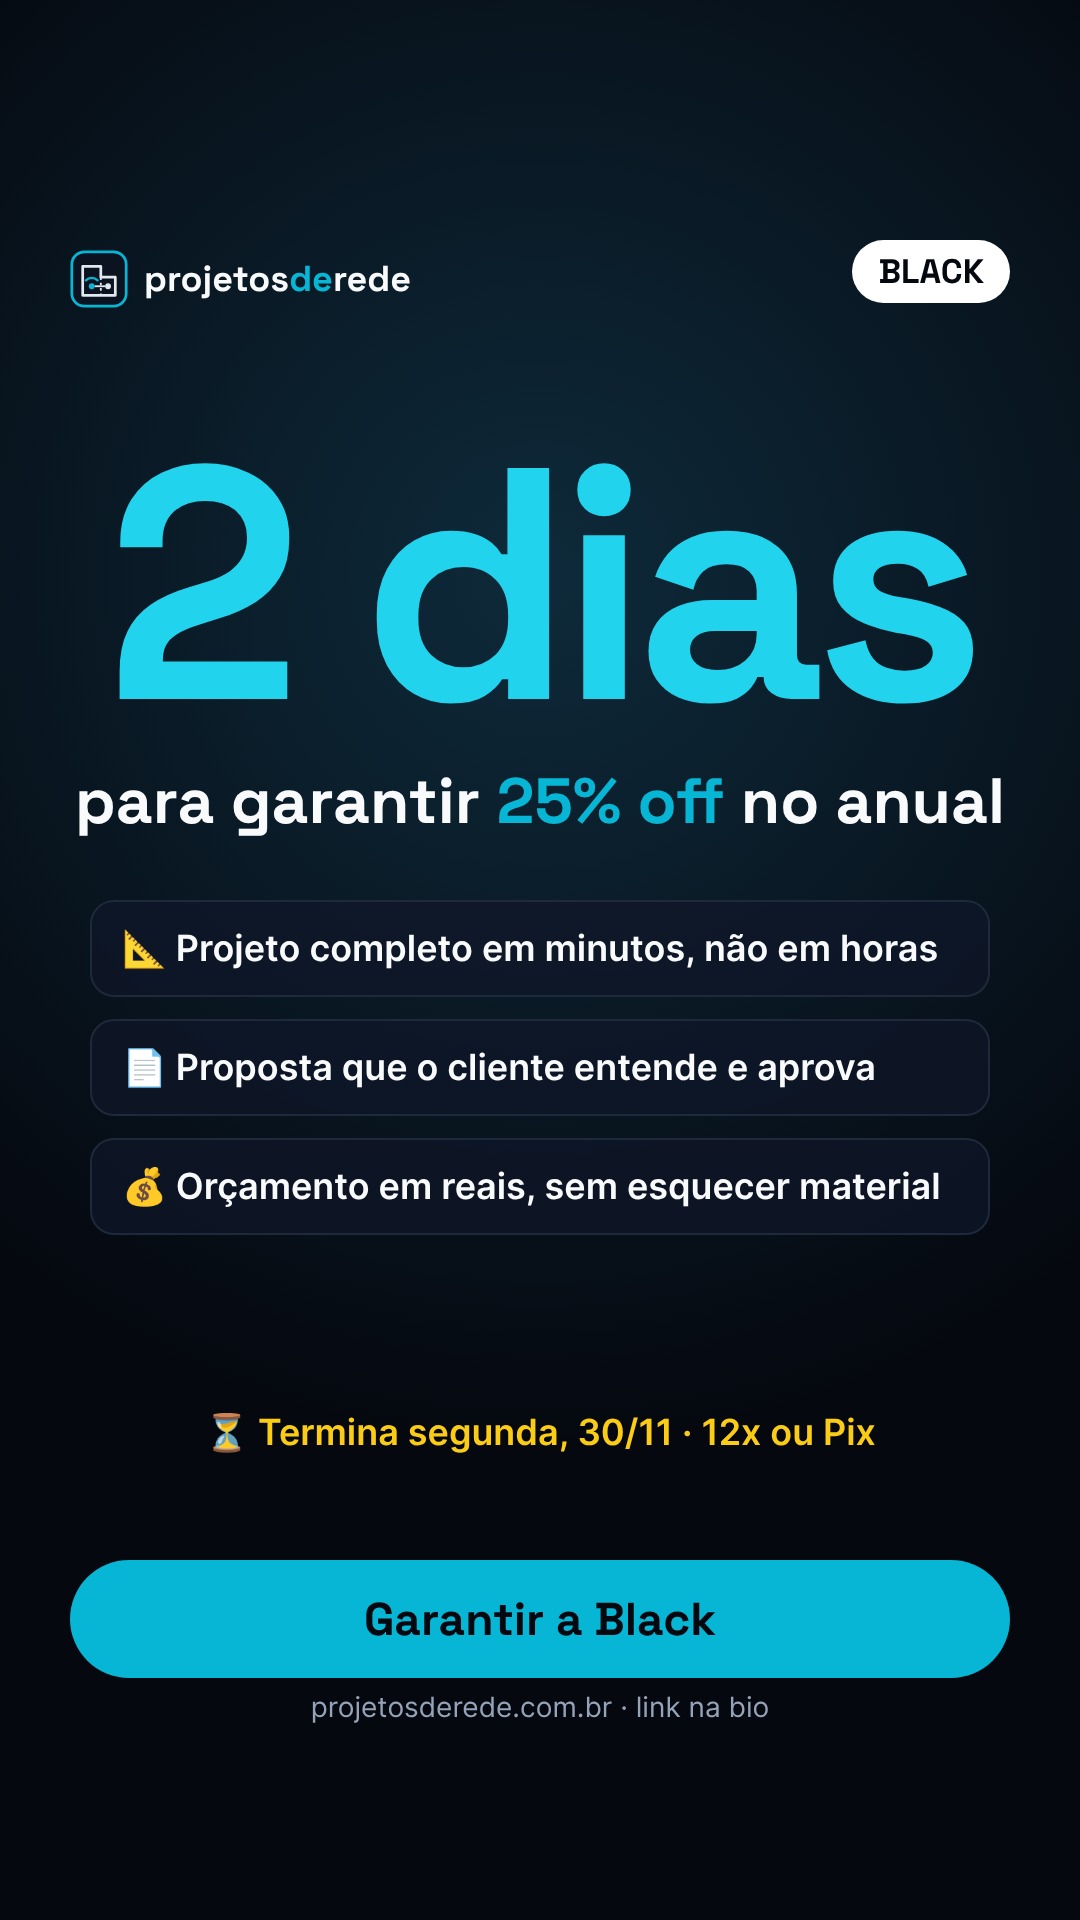 projetosderede
BLACK
2 dias
para garantir 25% off no anual
📐 Projeto completo em minutos, não em horas
📄 Proposta que o cliente entende e aprova
💰 Orçamento em reais, sem esquecer material
⏳ Termina segunda, 30/11 · 12x ou Pix
Garantir a Black
projetosderede.com.br · link na bio